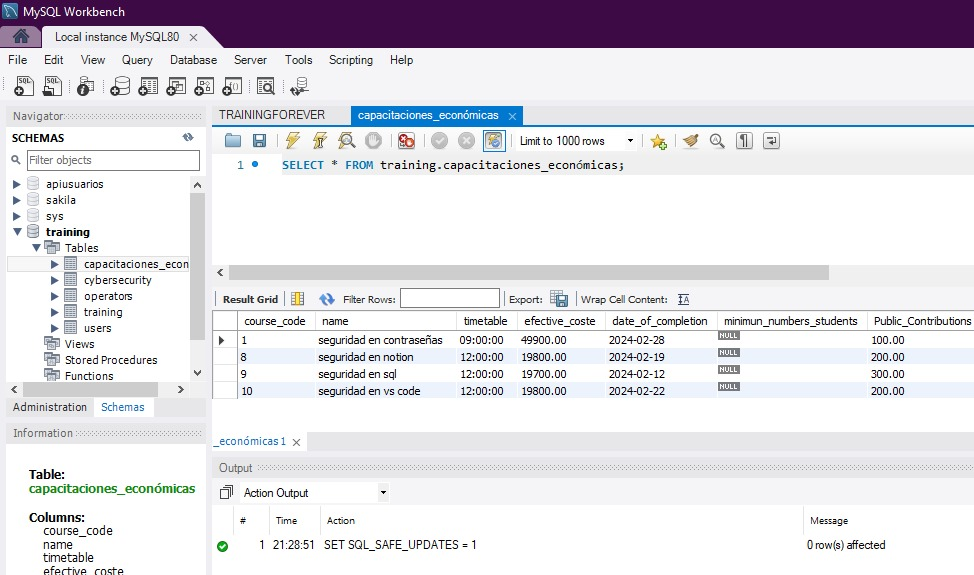 MySQL Workbench
Local instance MySQL80
File Edit View Query Database Server Tools Scripting Help
Navigator
SCHEMAS
Filter objects
apiusuarios
sakila
sys
training
Tables
capacitaciones_econ
cybersecurity
operators
training
users
Views
Stored Procedures
Functions
Administration Schemas
Information
Table:
capacitaciones_económicas
Columns:
course_code
name
timetable
efective_coste
TRAININGFOREVER capacitaciones_económicas
Limit to 1000 rows
1 SELECT * FROM training.capacitaciones_económicas;
Result Grid Filter Rows: Export: Wrap Cell Content: IA
course_code name timetable efective_coste date_of_completion minimun_numbers_students Public_Contributions
1 seguridad en contraseñas 09:00:00 49900.00 2024-02-28 NULL 100.00
8 seguridad en notion 12:00:00 19800.00 2024-02-19 NULL 200.00
9 seguridad en sql 12:00:00 19700.00 2024-02-12 NULL 300.00
10 seguridad en vs code 12:00:00 19800.00 2024-02-22 NULL 200.00
_económicas 1
Output
Action Output
# Time Action Message
1 21:28:51 SET SQL_SAFE_UPDATES = 1 0 row(s) affected